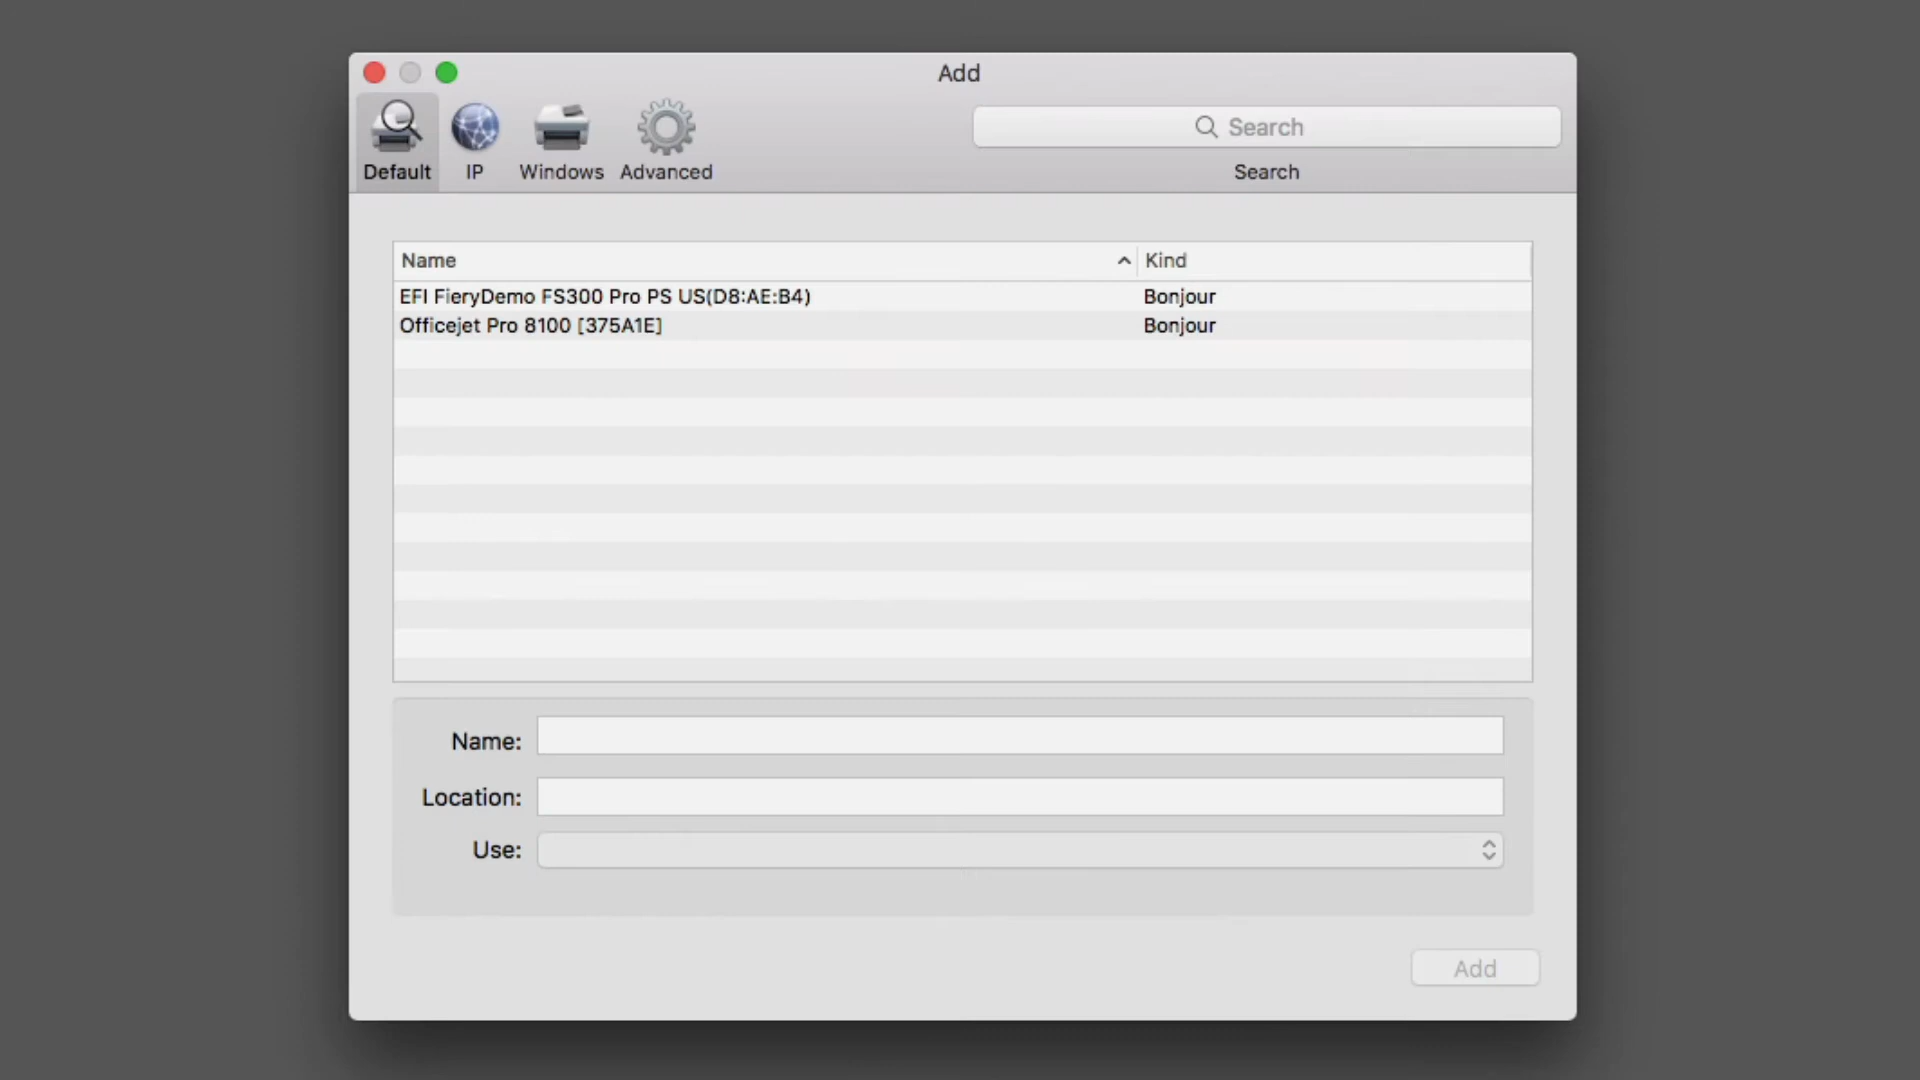 Add
Default IP Windows Advanced
Search
Search
Name Kind
EFI FieryDemo FS300 Pro PS US(D8:AE:B4) Bonjour
Officejet Pro 8100 [375A1E] Bonjour
Name:
Location:
Use:
Add